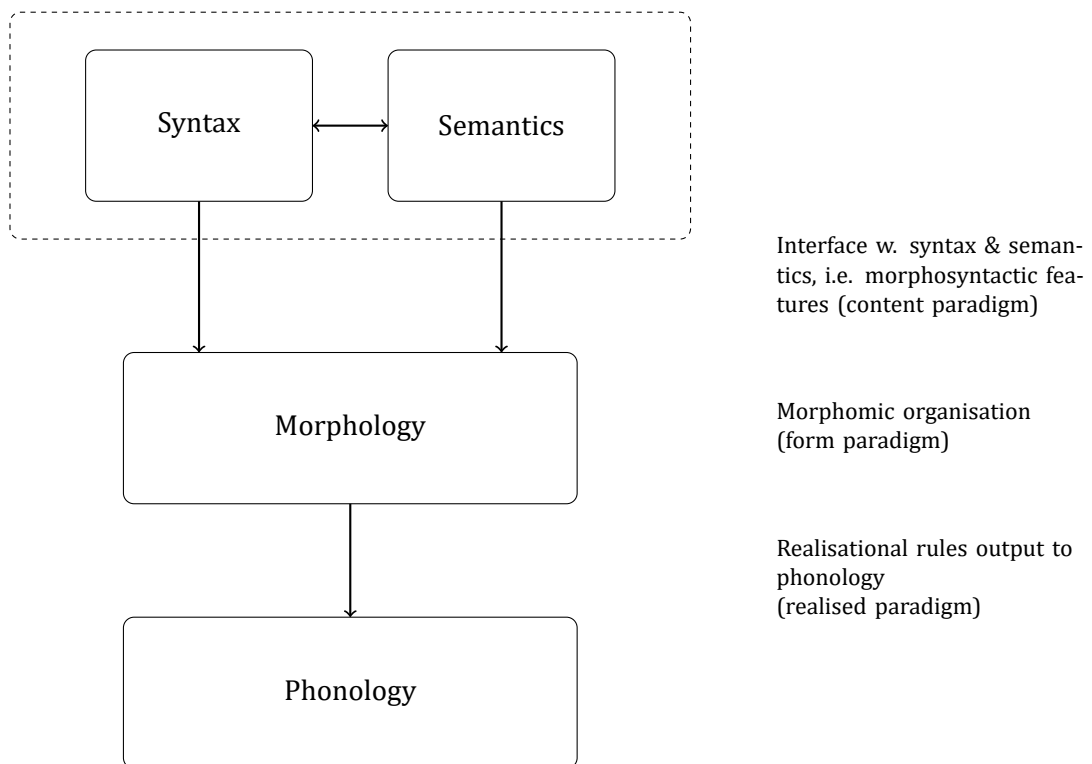 Syntax
Semantics
Interface w. syntax & seman-
tics, i.e. morphosyntactic fea-
tures (content paradigm)
Morphology
Morphomic organisation
(form paradigm)
Realisational rules output to
phonology
(realised paradigm)
Phonology